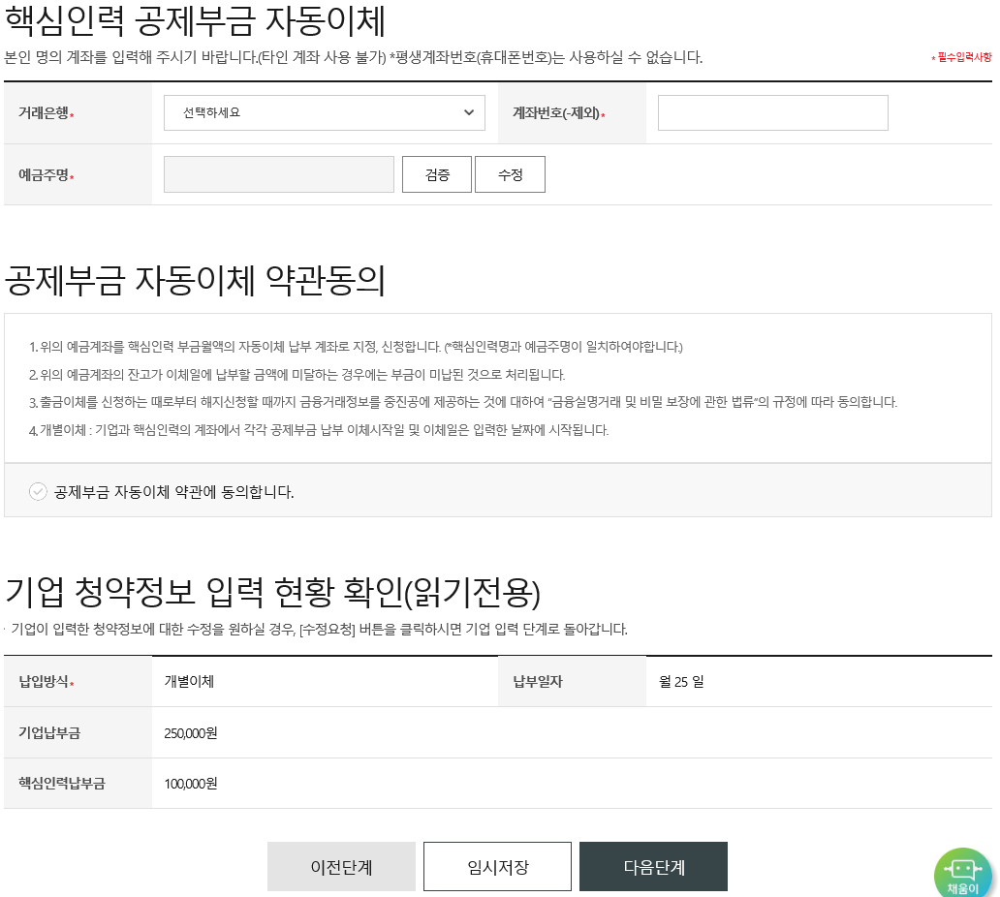 핵심인력 공제부금 자동이체
본인 명의 계좌를 입력해 주시기 바랍니다.(타인 계좌 사용 불가) *평생계좌번호(휴대폰번호)는 사용하실 수 없습니다.
* 필수입력사항
거래은행* 선택하세요 계좌번호(-제외)*
예금주명* 검증 수정
공제부금 자동이체 약관동의
1. 위의 예금계좌를 핵심인력 부금월액의 자동이체 납부 계좌로 지정, 신청합니다. (*핵심인력명과 예금주명이 일치하여야합니다.)
2. 위의 예금계좌의 잔고가 이체일에 납부할 금액에 미달하는 경우에는 부금이 미납된 것으로 처리됩니다.
3. 출금이체를 신청하는 때로부터 해지신청할 때까지 금융거래정보를 중진공에 제공하는 것에 대하여 “금융실명거래 및 비밀 보장에 관한 법류”의 규정에 따라 동의합니다.
4. 개별이체 : 기업과 핵심인력의 계좌에서 각각 공제부금 납부 이체시작일 및 이체일은 입력한 날짜에 시작됩니다.
공제부금 자동이체 약관에 동의합니다.
기업 청약정보 입력 현황 확인(읽기전용)
· 기업이 입력한 청약정보에 대한 수정을 원하실 경우, [수정요청] 버튼을 클릭하시면 기업 입력 단계로 돌아갑니다.
납입방식* 개별이체 납부일자 월 25 일
기업납부금 250,000원
핵심인력납부금 100,000원
이전단계 임시저장 다음단계
채움이